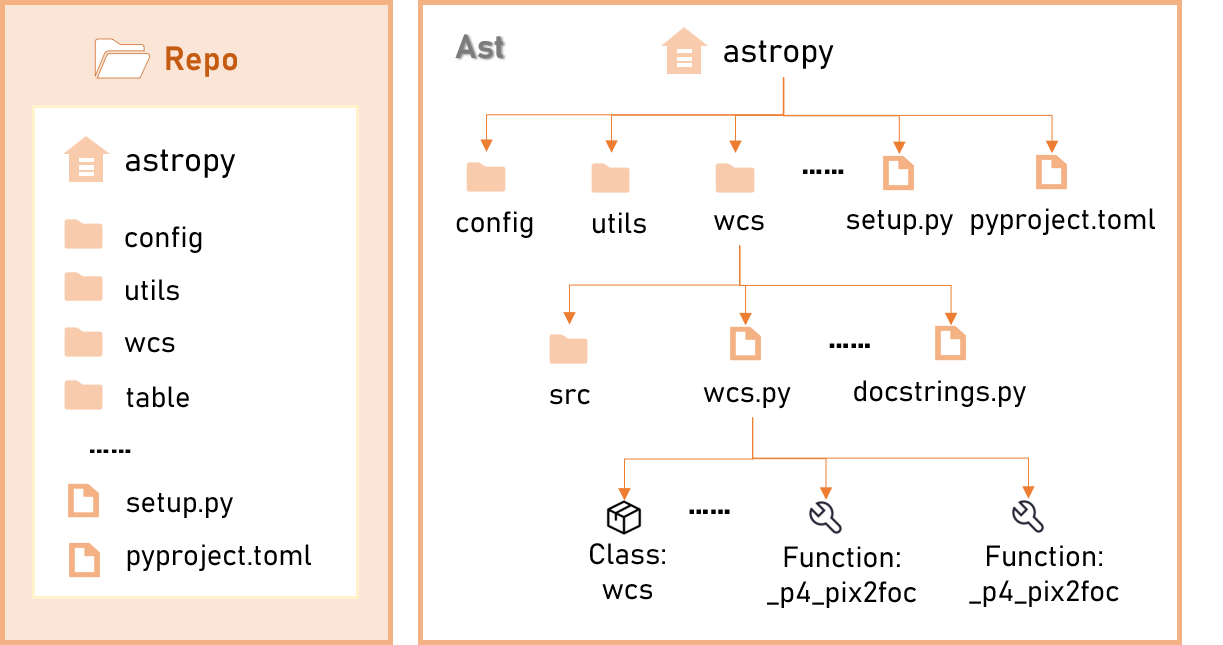 Repo
astropy
config
utils
wcs
table
......
setup.py
pyproject.toml
Ast
astropy
config
utils
wcs
......
setup.py
pyproject.toml
src
wcs.py
......
docstrings.py
Class:
wcs
......
Function:
_p4_pix2foc
Function:
_p4_pix2foc